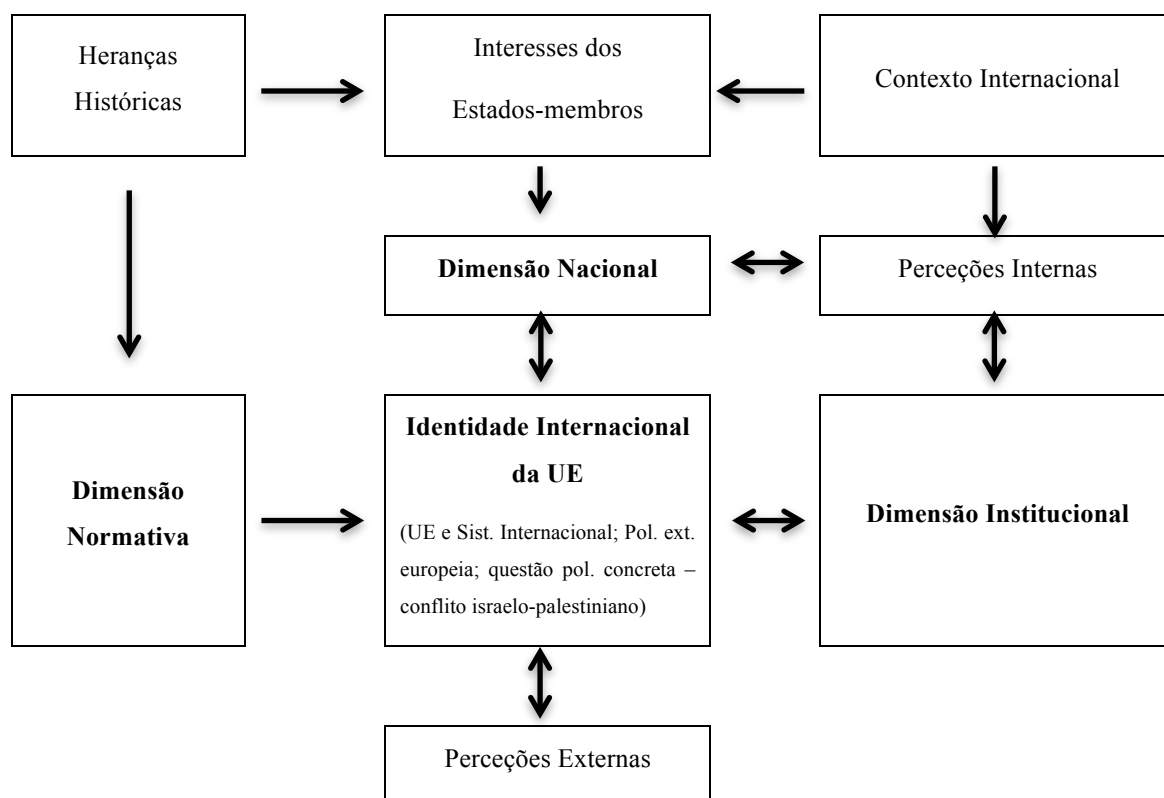 Heranças
Históricas
Interesses dos
Estados-membros
Contexto Internacional
Dimensão Nacional
Perceções Internas
Dimensão
Normativa
Identidade Internacional
da UE
(UE e Sist. Internacional; Pol. ext.
europeia; questão pol. concreta –
conflito israelo-palestiniano)
Dimensão Institucional
Perceções Externas